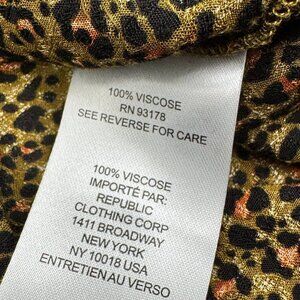 100% VISCOSE
RN 93178
SEE REVERSE FOR CARE
100% VISCOSE
IMPORTÉ PAR:
REPUBLIC
CLOTHING CORP
1411 BROADWAY
NEW YORK
NY 10018 USA
ENTRETIEN AU VERSO